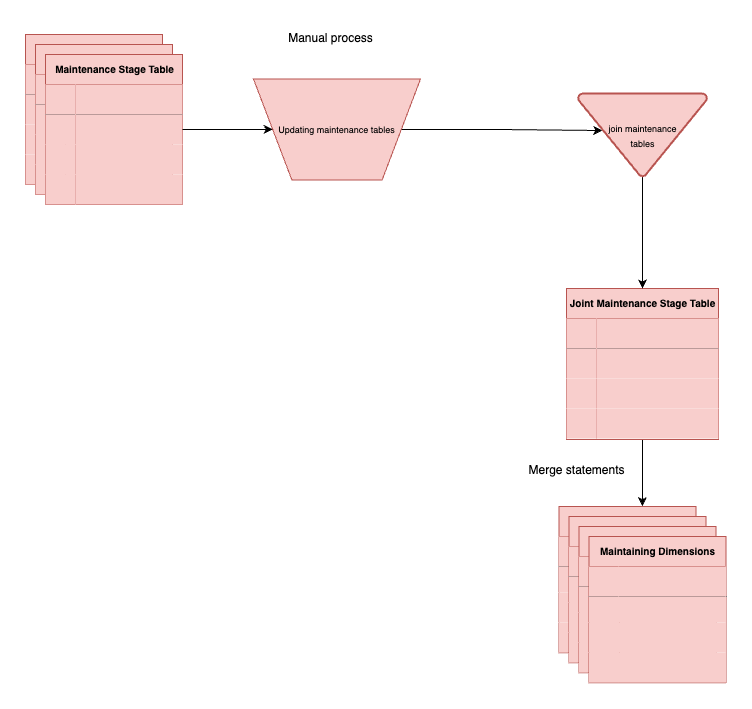 Manual process
Maintenance Stage Table
Updating maintenance tables
join maintenance
tables
Joint Maintenance Stage Table
Merge statements
Maintaining Dimensions